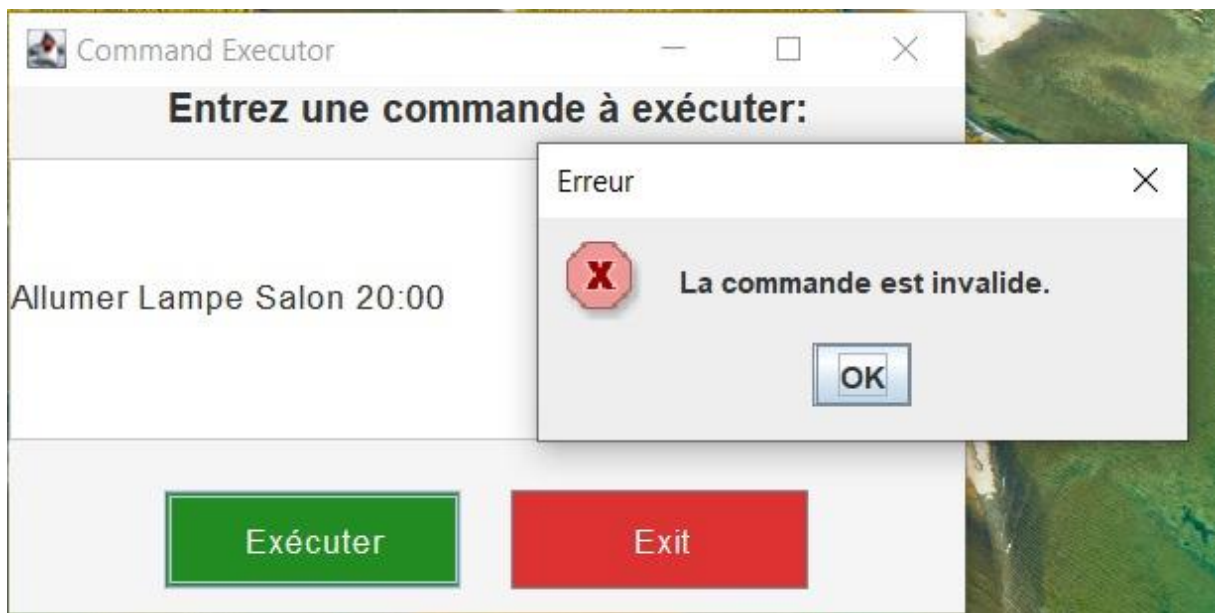 Command Executor
Entrez une commande à exécuter:
Erreur
La commande est invalide.
OK
Allumer Lampe Salon 20:00
Exécuter
Exit